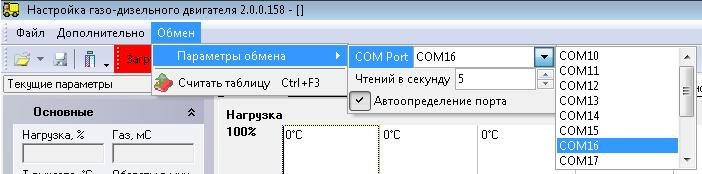 Настройка газо-дизельного двигателя 2.0.0.158 - []
Файл Дополнительно Обмен
Загру
Параметры обмена
Считать таблицу Ctrl+F3
COM Port COM16
Чтений в секунду 5
Автоопределение порта
COM10
COM11
COM12
COM13
COM14
COM15
COM16
COM17
Текущие параметры
Основные
Нагрузка, % Газ, мС
Нагрузка
100% 0°C 0°C 0°C